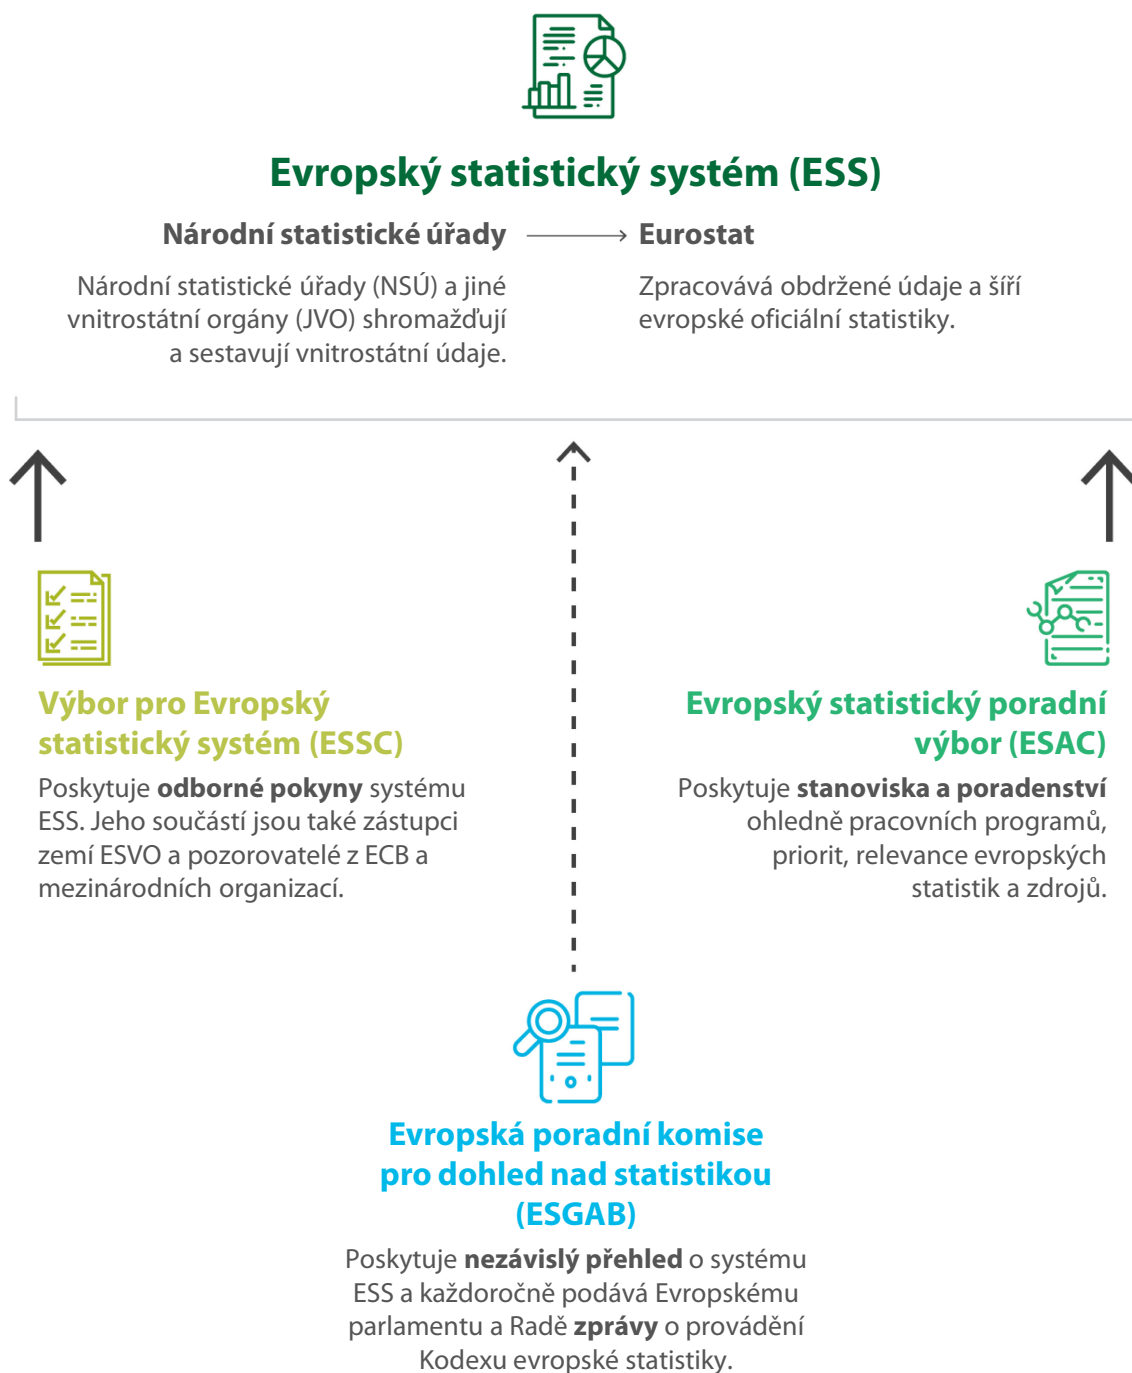 Evropský statistický systém (ESS)
Národní statistické úřady
Národní statistické úřady (NSÚ) a jiné
vnitrostátní orgány (JVO) shromažďují
a sestavují vnitrostátní údaje.
Eurostat
Zpracovává obdržené údaje a šíří
evropské oficiální statistiky.
Výbor pro Evropský
statistický systém (ESSC)
Poskytuje odborné pokyny systému
ESS. Jeho součástí jsou také zástupci
zemí ESVO a pozorovatelé z ECB a
mezinárodních organizací.
Evropský statistický poradní
výbor (ESAC)
Poskytuje stanoviska a poradenství
ohledně pracovních programů,
priorit, relevance evropských
statistik a zdrojů.
Evropská poradní komise
pro dohled nad statistikou
(ESGAB)
Poskytuje nezávislý přehled o systému
ESS a každoročně podává Evropskému
parlamentu a Radě zprávy o provádění
Kodexu evropské statistiky.